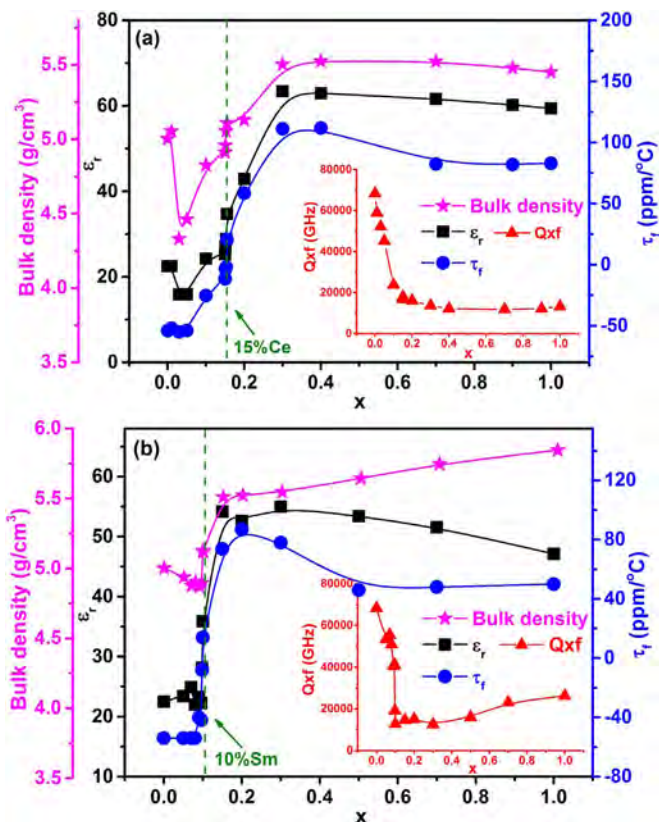 (a)
Bulk density (g/cm³)
5.5
5.0
4.5
4.0
3.5
εr
80
60
40
20
0
τf (ppm/°C)
200
150
100
50
0
-50
0.0 0.2 0.4 0.6 0.8 1.0
x
15%Ce
Bulk density
εr
Qxf
τf
Qxf (GHz)
80000
60000
40000
20000
0
0.0 0.2 0.4 0.6 0.8 1.0
x
(b)
Bulk density (g/cm³)
6.0
5.5
5.0
4.5
4.0
3.5
εr
60
50
40
30
20
10
τf (ppm/°C)
120
80
40
0
-40
-80
0.0 0.2 0.4 0.6 0.8 1.0
x
10%Sm
Bulk density
εr
Qxf
τf
Qxf (GHz)
80000
60000
40000
20000
0
0.0 0.2 0.4 0.6 0.8 1.0
x